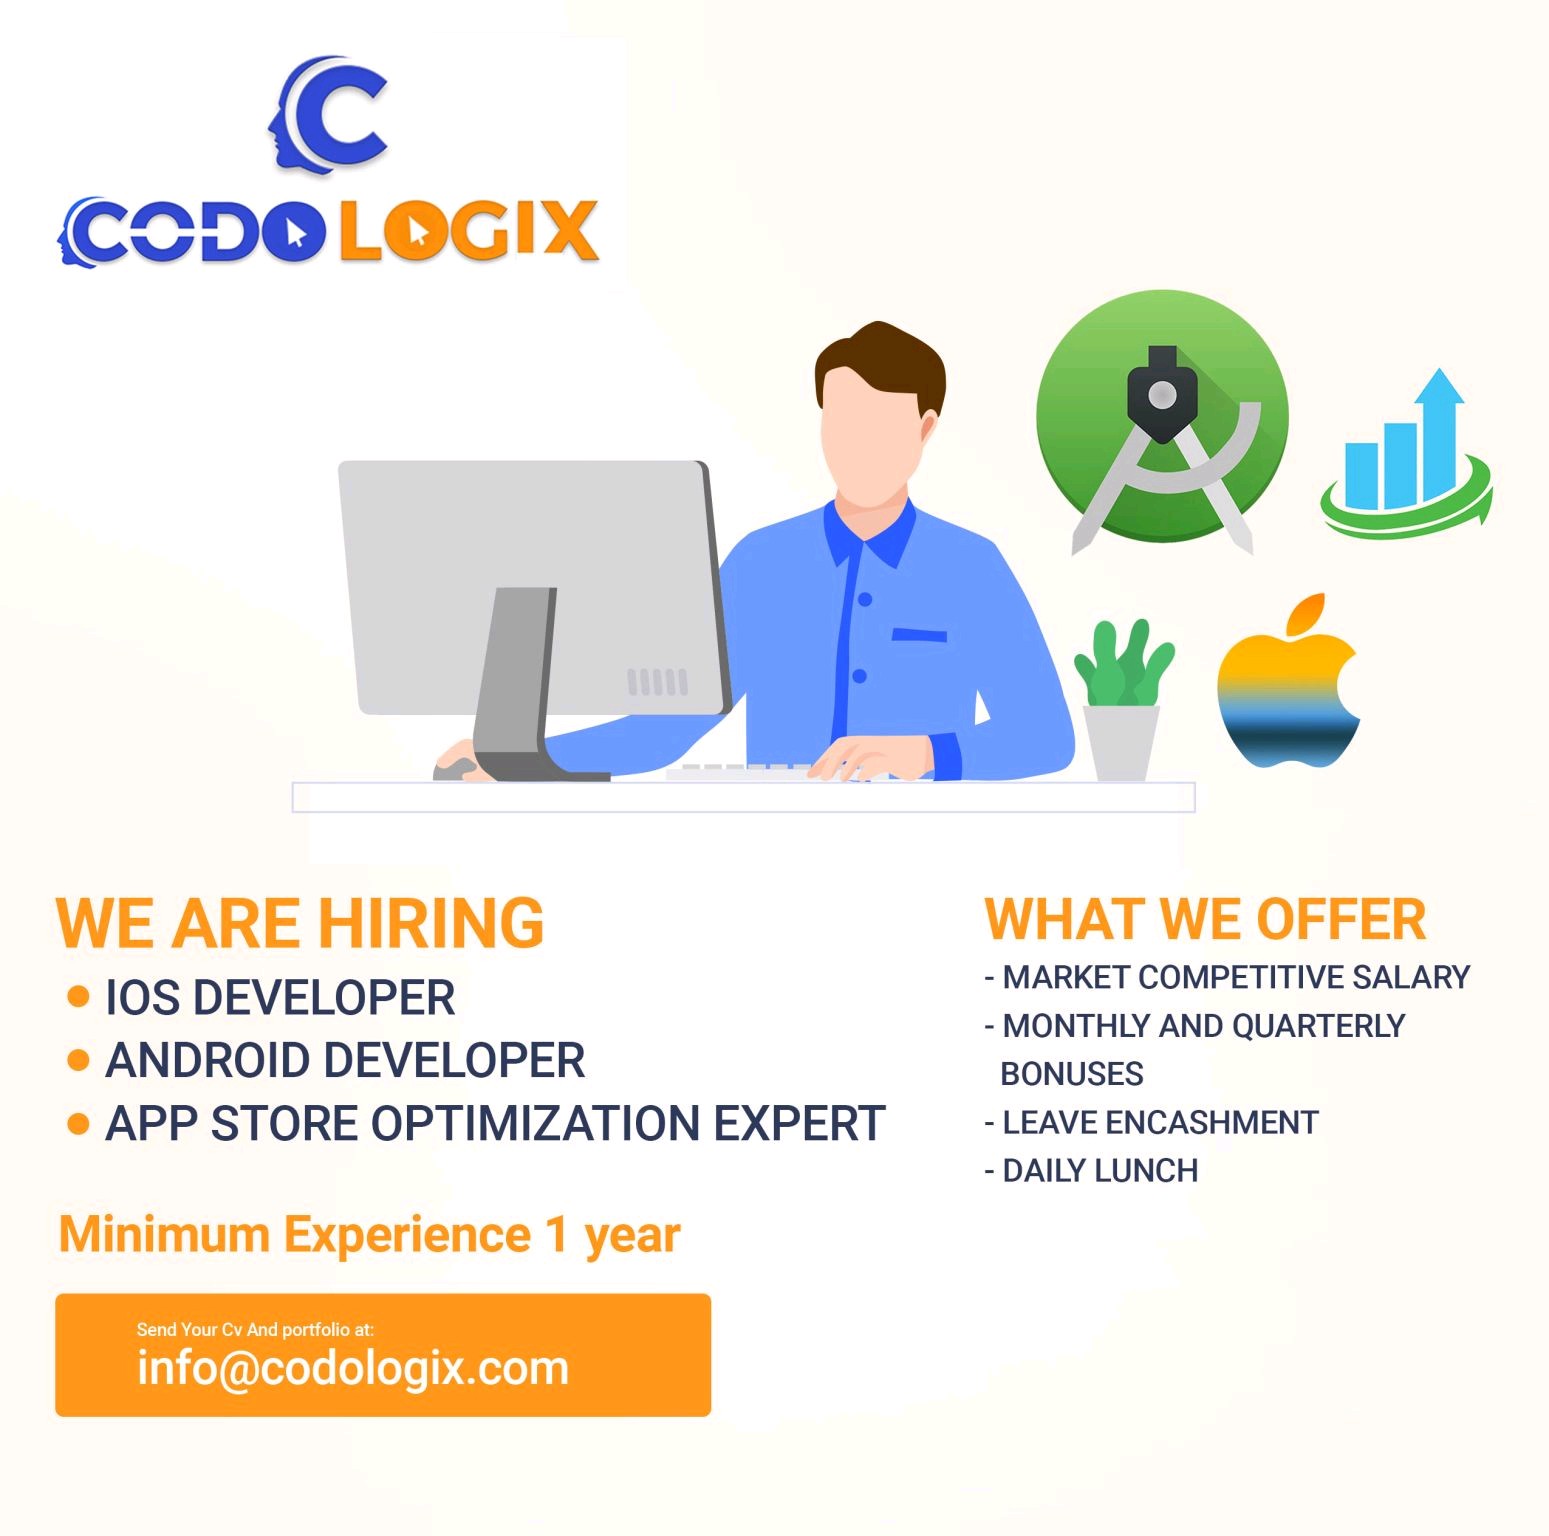 C
CODOLOGIX
WE ARE HIRING
IOS DEVELOPER
ANDROID DEVELOPER
APP STORE OPTIMIZATION EXPERT
Minimum Experience 1 year
Send Your Cv And portfolio at:
info@codologix.com
WHAT WE OFFER
- MARKET COMPETITIVE SALARY
- MONTHLY AND QUARTERLY
BONUSES
- LEAVE ENCASHMENT
- DAILY LUNCH